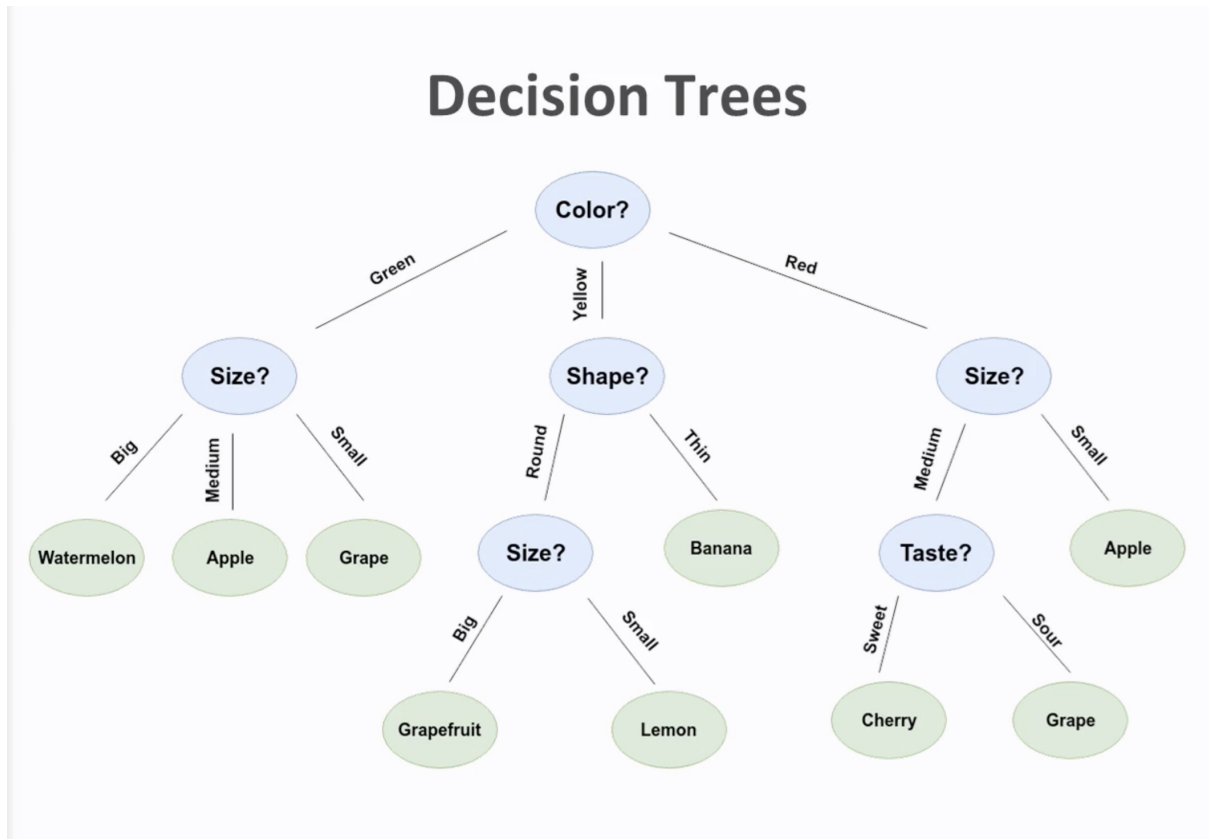 Decision Trees
Color?
Green
Yellow
Red
Size?
Shape?
Size?
Big
Medium
Small
Round
Thin
Medium
Small
Watermelon
Apple
Grape
Size?
Banana
Taste?
Apple
Big
Small
Sweet
Sour
Grapefruit
Lemon
Cherry
Grape